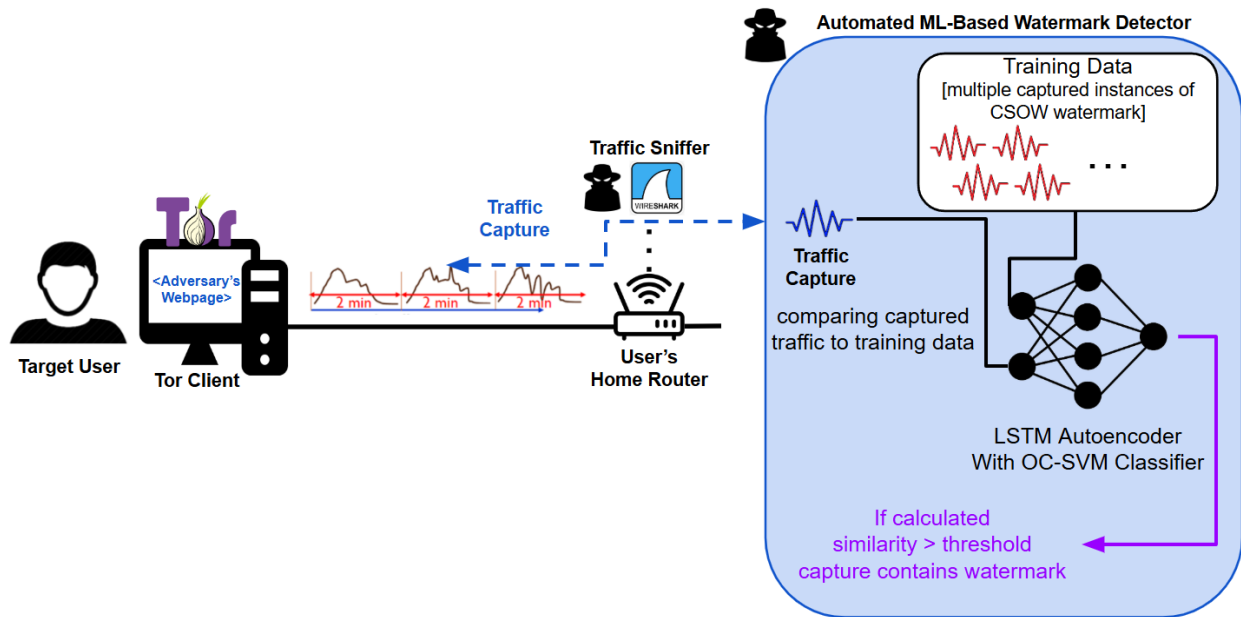 Automated ML-Based Watermark Detector
Training Data
[multiple captured instances of
CSOW watermark]
...
Traffic Sniffer
WIRESHARK
Traffic
Capture
Tor
<Adversary's
Webpage>
2 min
2 min
2 min
Target User
Tor Client
User's
Home Router
Traffic
Capture
comparing captured
traffic to training data
LSTM Autoencoder
With OC-SVM Classifier
If calculated
similarity > threshold
capture contains watermark